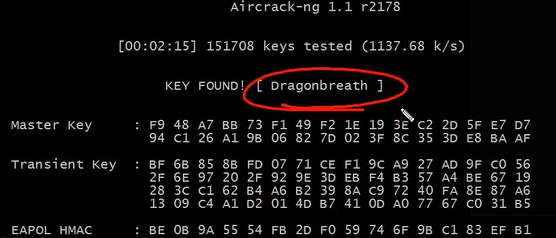 Aircrack-ng 1.1 r2178
[00:02:15] 151708 keys tested (1137.68 k/s)
KEY FOUND! [ Dragonbreath ]
Master Key : F9 48 A7 BB 73 F1 49 F2 1E 19 3E C2 2D 5F E7 D7
94 C1 26 A1 9B 06 82 7D 02 3F 8C 35 3D E8 BA AF
Transient Key : BF 6B 85 8B FD 07 71 CE F1 9C A9 27 AD 9F C0 56
2F 6E 97 20 2F 92 9E 3D EB F4 B3 57 A4 BE 67 19
28 3C C1 62 B4 A6 B2 39 8A C9 72 40 FA 8E 87 A6
13 09 C4 A1 D2 01 4D B7 41 0D A0 77 67 C0 31 B5
EAPOL HMAC : BE 0B 9A 55 54 FB 2D F0 59 74 6F 9B C1 83 EF B1